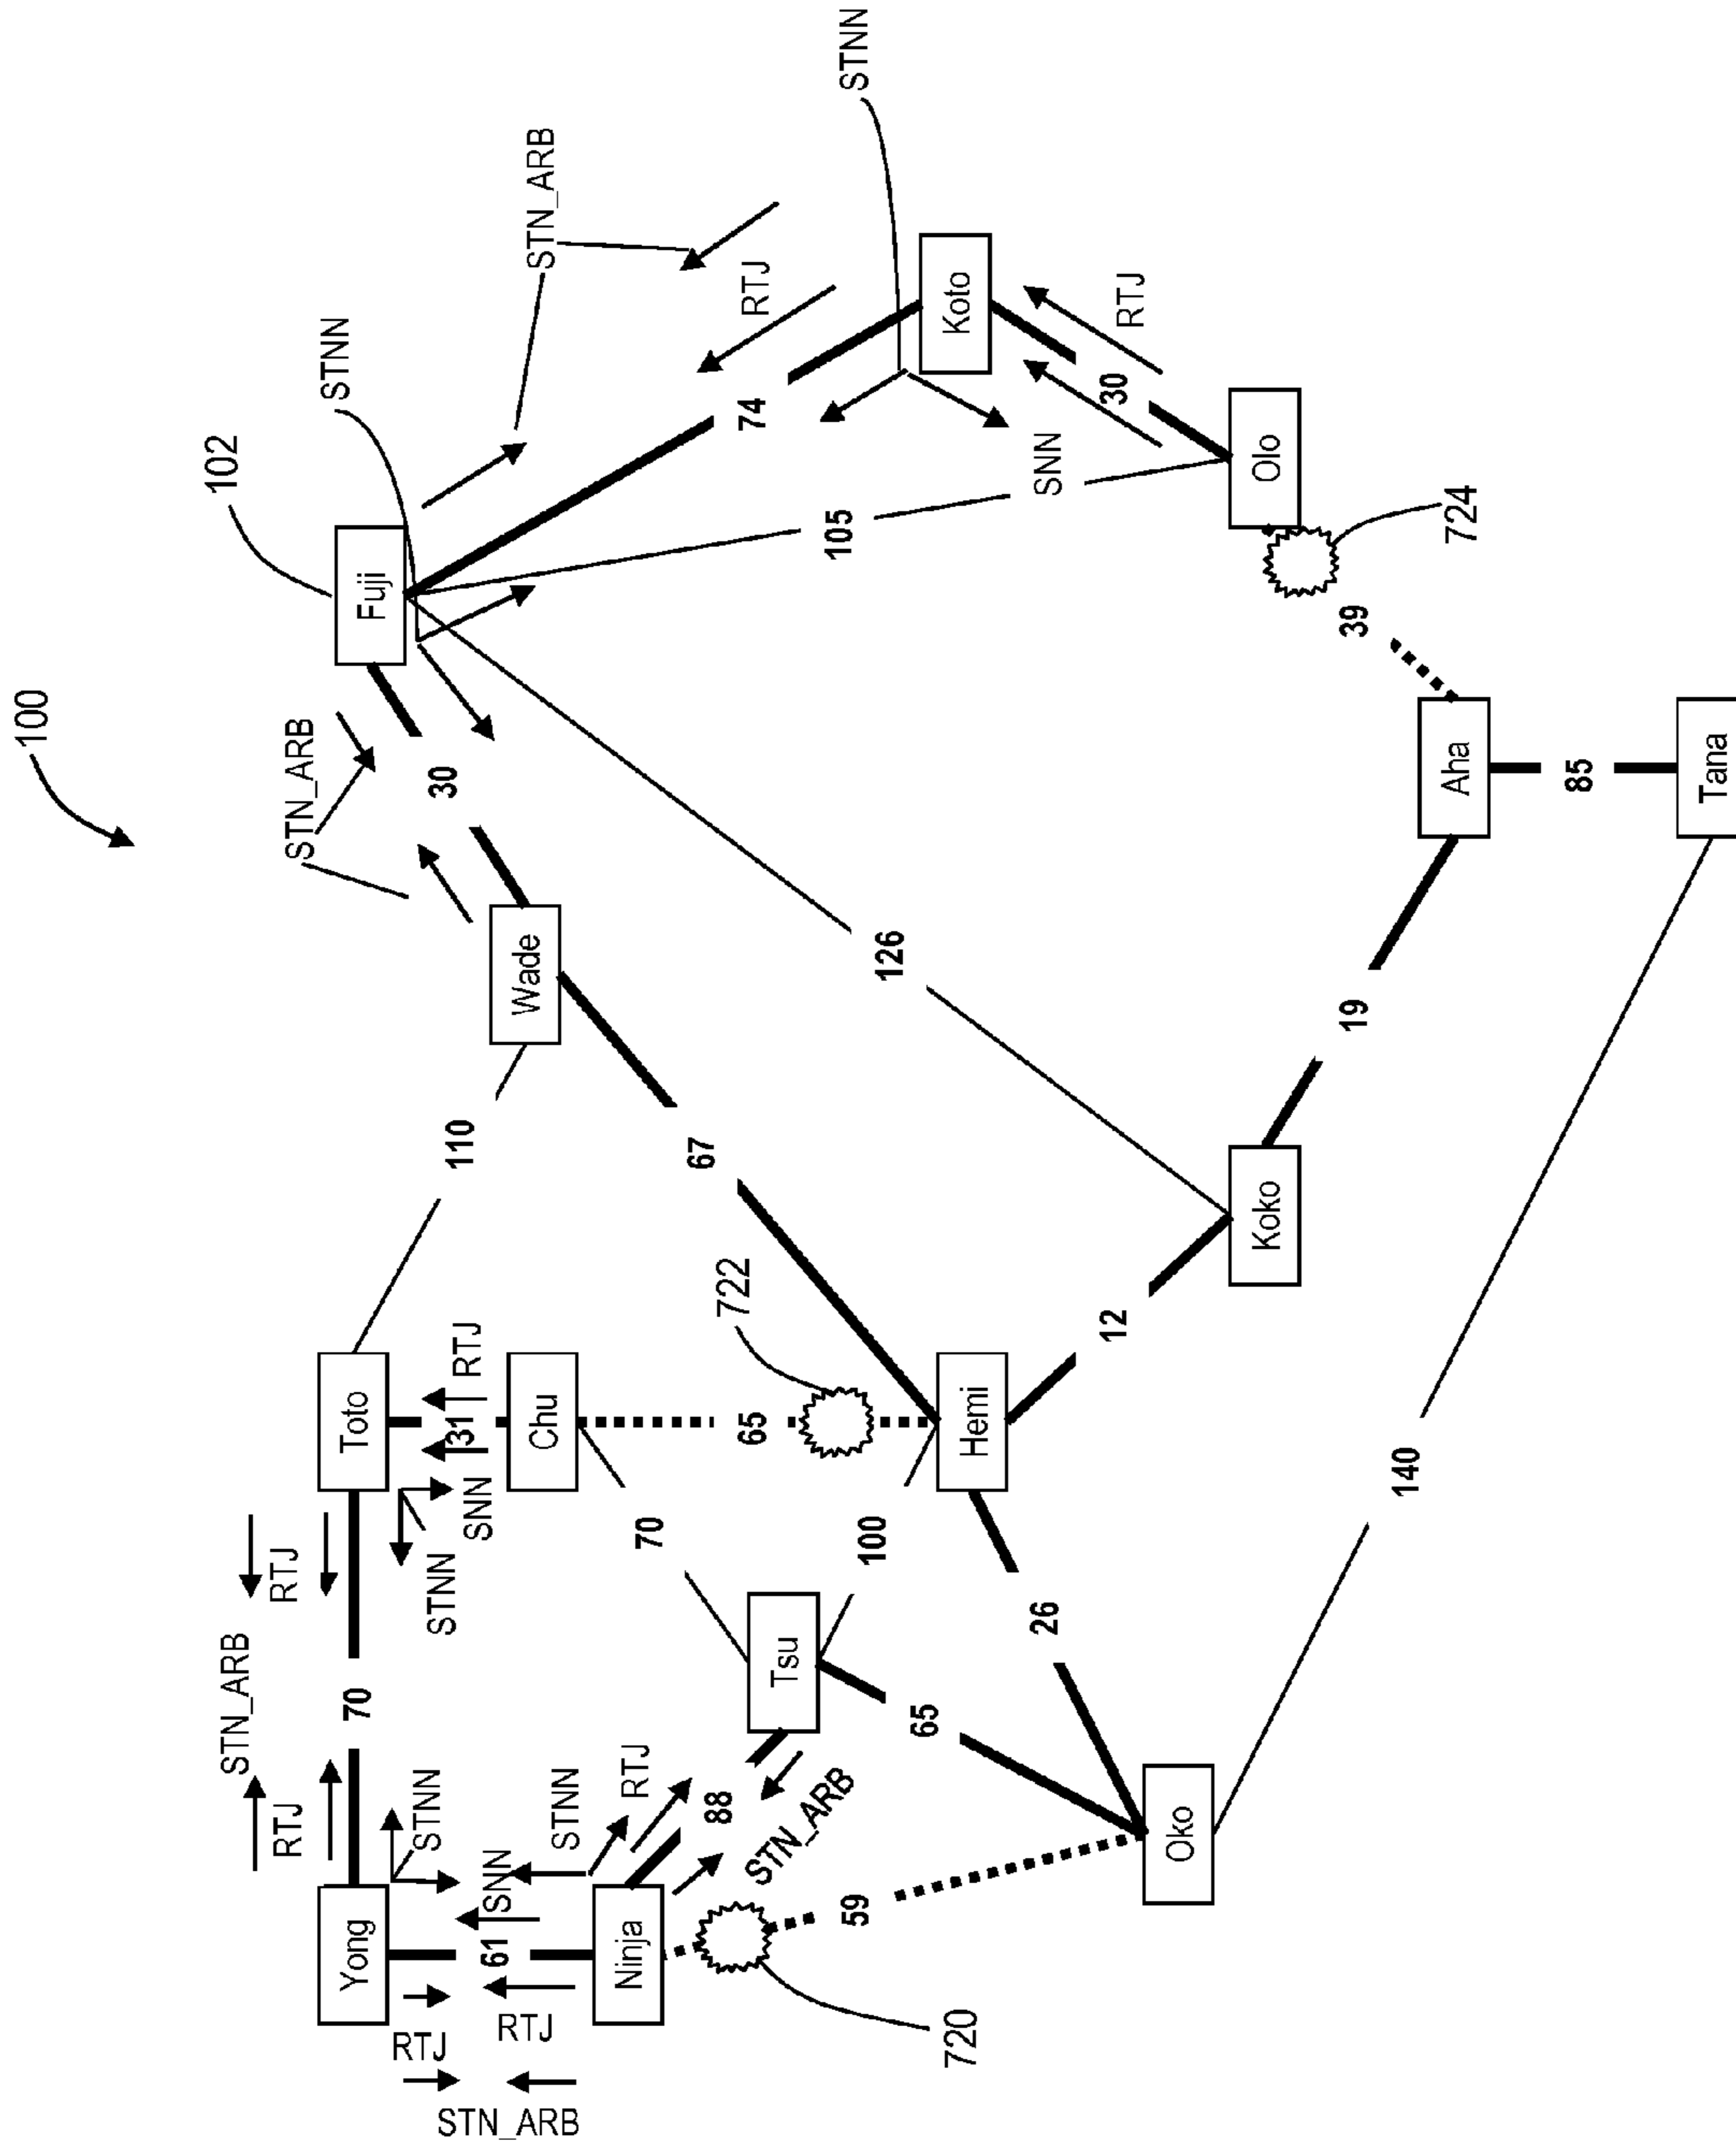 100
102
STNN
STN_ARB
STNN
Fuji
STN_ARB
30
RTJ
74
Koto
Wade
105
SNN
30
RTJ
Olo
724
39
126
110
67
Toto
RTJ
31
Chu
SNN
STNN
722
65
Hemi
12
Koko
19
Aha
85
Tana
140
RTJ
STN_ARB
RTJ
70
70
100
Tsu
26
65
Oko
59
Yong
STNN
SNN
STNN
RTJ
88
STN_ARB
61
Ninja
RTJ
RTJ
STN_ARB
720